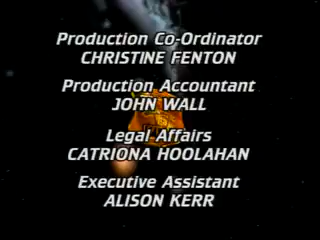 Production Co-Ordinator
CHRISTINE FENTON
Production Accountant
JOHN WALL
Legal Affairs
CATRIONA HOOLAHAN
Executive Assistant
ALISON KERR